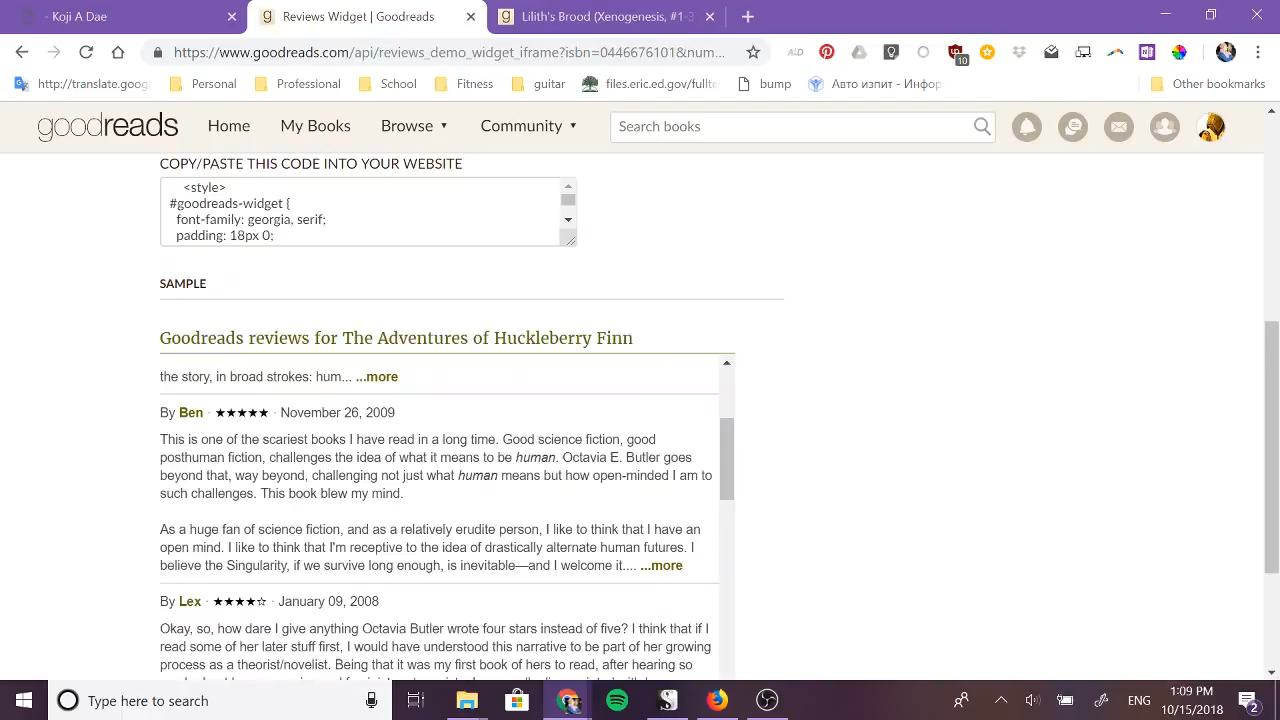 - Koji A Dae
Reviews Widget | Goodreads
Lilith's Brood (Xenogenesis, #1-3
https://www.goodreads.com/api/reviews_demo_widget_iframe?isbn=0446676101&num...
10
http://translate.goog
Personal
Professional
School
Fitness
guitar
files.eric.ed.gov/fullte
bump
Авто изпит - Инфор
Other bookmarks
goodreads
Home
My Books
Browse
Community
Search books
COPY/PASTE THIS CODE INTO YOUR WEBSITE
<style>
#goodreads-widget {
font-family: georgia, serif;
padding: 18px 0;
SAMPLE
Goodreads reviews for The Adventures of Huckleberry Finn
the story, in broad strokes: hum... ...more
By Ben · ★★★★★ · November 26, 2009
This is one of the scariest books I have read in a long time. Good science fiction, good
posthuman fiction, challenges the idea of what it means to be human. Octavia E. Butler goes
beyond that, way beyond, challenging not just what human means but how open-minded I am to
such challenges. This book blew my mind.
As a huge fan of science fiction, and as a relatively erudite person, I like to think that I have an
open mind. I like to think that I'm receptive to the idea of drastically alternate human futures. I
believe the Singularity, if we survive long enough, is inevitable—and I welcome it.... ...more
By Lex · ★★★★☆ · January 09, 2008
Okay, so, how dare I give anything Octavia Butler wrote four stars instead of five? I think that if I
read some of her later stuff first, I would have understood this narrative to be part of her growing
process as a theorist/novelist. Being that it was my first book of hers to read, after hearing so
Type here to search
ENG
1:09 PM
10/15/2018
2